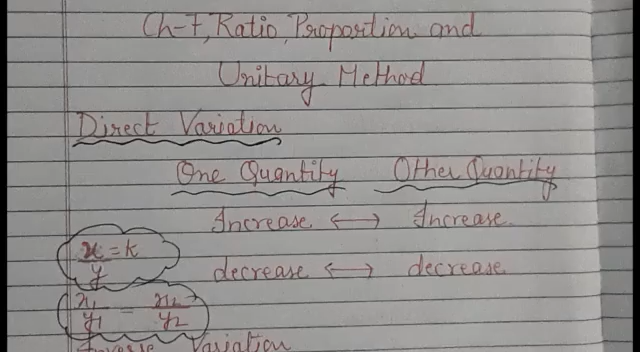 Ch-7, Ratio, Proportion and
Unitary Method
Direct Variation
One Quantity Other Quantity
Increase ↔ Increase
x/y = k
decrease ↔ decrease
x1/y1 = x2/y2
Inverse Variation